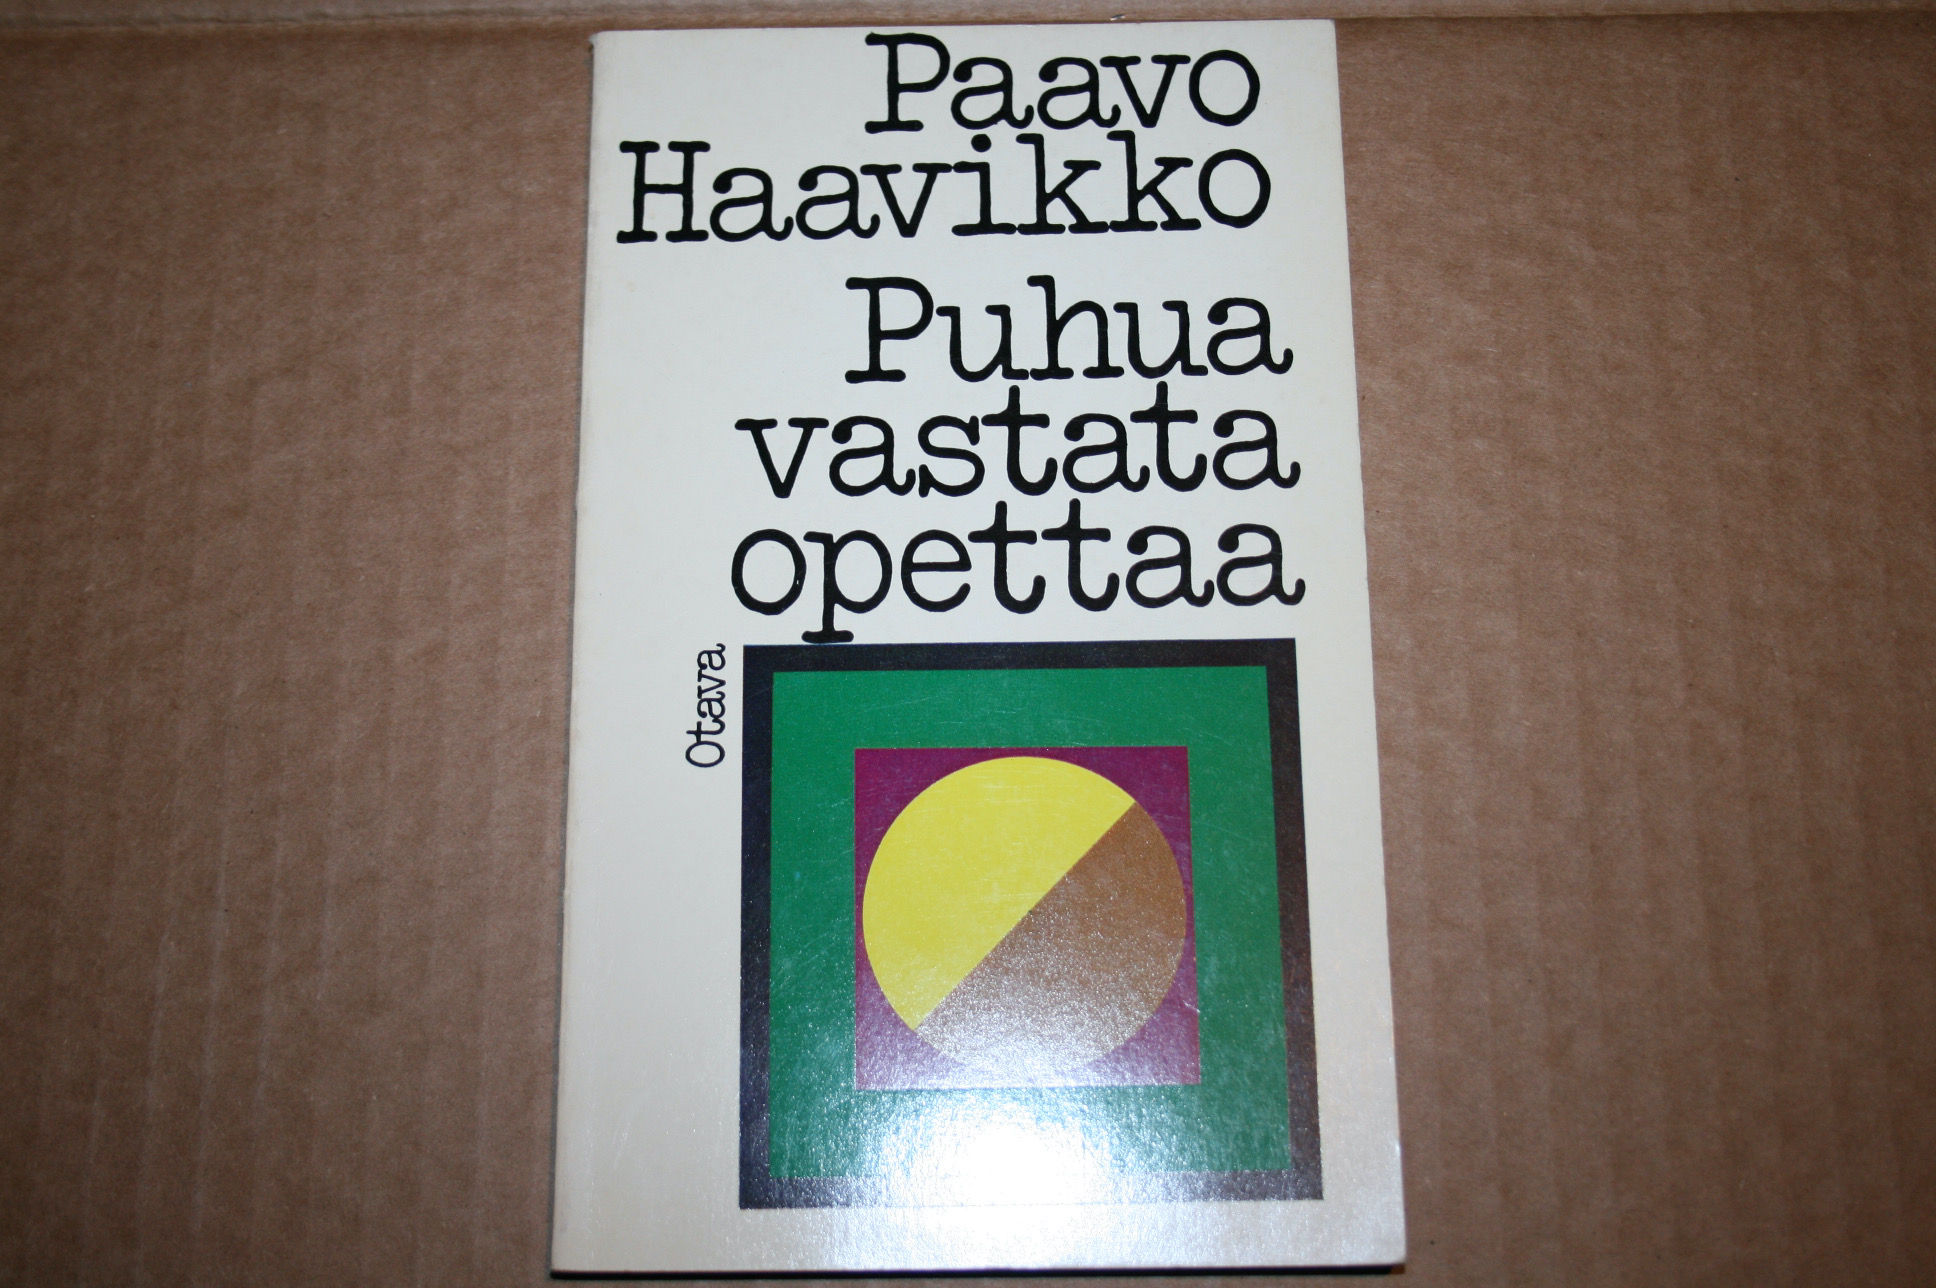 Paavo
Haavikko
Puhua
vastata
opettaa
Otava